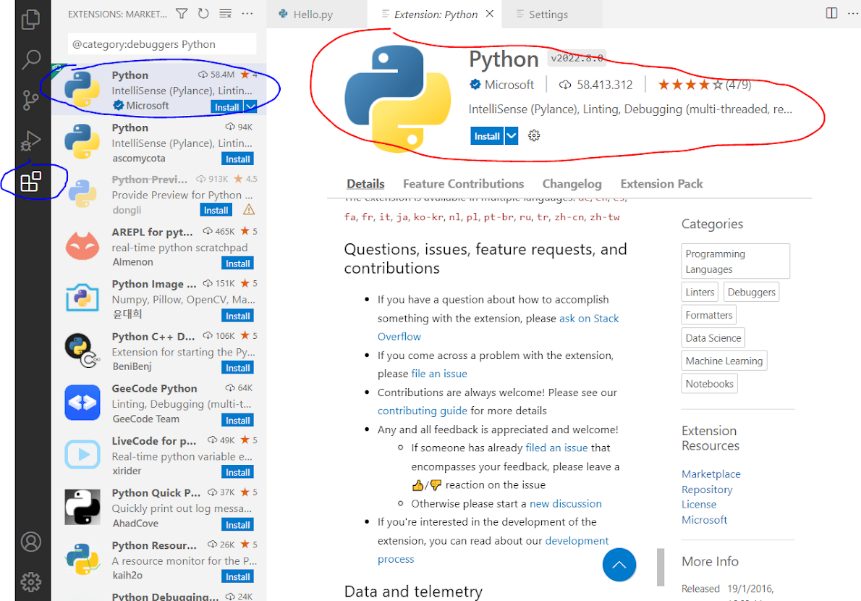 EXTENSIONS: MARKET...
@category:debuggers Python
Python 58.4M ★ 4
IntelliSense (Pylance), Lintin...
Microsoft Install
Python 94K
IntelliSense (Pylance), Linting...
ascomycota Install
Python Previ... 913K ★ 4.5
Provide Preview for Python ...
dongli Install
AREPL for pyt... 465K ★ 5
real-time python scratchpad
Almenon Install
Python Image ... 151K ★ 5
Numpy, Pillow, OpenCV, Ma...
윤대희 Install
Python C++ D... 106K ★ 5
Extension for starting the Py...
BeniBenj Install
GeeCode Python 64K
Linting, Debugging (multi-t...
GeeCode Team Install
LiveCode for p... 49K ★ 5
Real-time python variable e...
xirider Install
Python Quick P... 37K ★ 5
Quickly print out log messa...
AhadCove Install
Python Resour... 26K ★ 5
A resource monitor for the P...
kaih2o Install
Python Debugging... 24K
Hello.py
Extension: Python
Settings
Python v2022.8.0
Microsoft 58.413.312 ★★★★☆ (479)
IntelliSense (Pylance), Linting, Debugging (multi-threaded, re...
Install
Details Feature Contributions Changelog Extension Pack
The extension is available in multiple languages: de, en, es,
fa, fr, it, ja, ko-kr, nl, pl, pt-br, ru, tr, zh-cn, zh-tw
Questions, issues, feature requests, and
contributions
• If you have a question about how to accomplish
something with the extension, please ask on Stack
Overflow
• If you come across a problem with the extension,
please file an issue
• Contributions are always welcome! Please see our
contributing guide for more details
• Any and all feedback is appreciated and welcome!
○ If someone has already filed an issue that
encompasses your feedback, please leave a
👍/👎 reaction on the issue
○ Otherwise please start a new discussion
• If you're interested in the development of the
extension, you can read about our development
process
Data and telemetry
Categories
Programming
Languages
Linters Debuggers
Formatters
Data Science
Machine Learning
Notebooks
Extension
Resources
Marketplace
Repository
License
Microsoft
More Info
Released 19/1/2016,